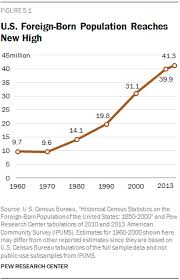 FIGURE 5.1
U.S. Foreign-Born Population Reaches
New High
45million
41.3
40
39.9
35
31.1
30
25
19.8
20
14.1
15
9.7
9.6
10
5
0
1960 1970 1980 1990 2000 2013
Source: U.S. Census Bureau, "Historical Census Statistics on the
Foreign-Born Population of the United States: 1850-2000" and Pew
Research Center tabulations of 2010 and 2013 American
Community Survey (IPUMS). Estimates for 1960-2000 shown here
may differ from other reported estimates since they are based on
U.S. Census Bureau tabulations of the full sample data and not
public-use subsamples from IPUMS.
PEW RESEARCH CENTER